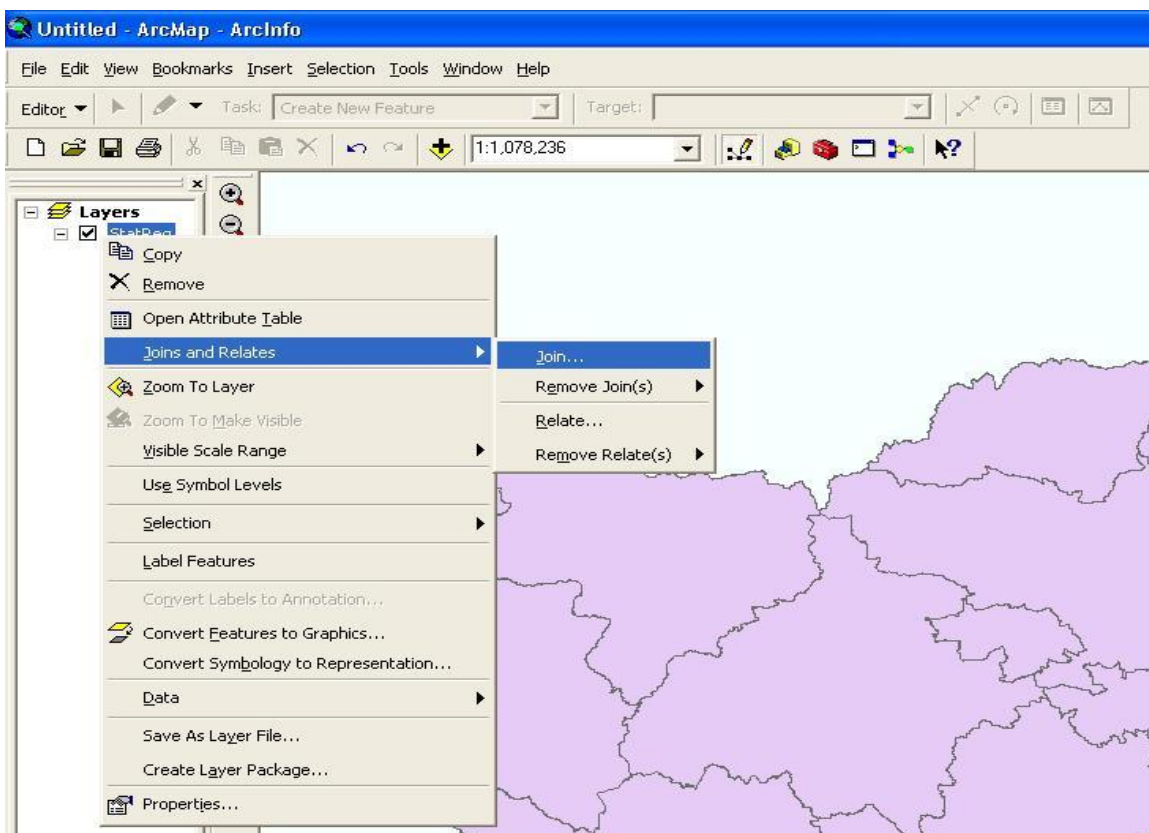 Untitled - ArcMap - ArcInfo
File Edit View Bookmarks Insert Selection Tools Window Help
Editor Task: Create New Feature Target:
1:1,078,236
Layers
StatReg
Copy
Remove
Open Attribute Table
Joins and Relates
Join...
Remove Join(s)
Zoom To Layer
Zoom To Make Visible
Relate...
Visible Scale Range
Remove Relate(s)
Use Symbol Levels
Selection
Label Features
Convert Labels to Annotation...
Convert Features to Graphics...
Convert Symbology to Representation...
Data
Save As Layer File...
Create Layer Package...
Properties...